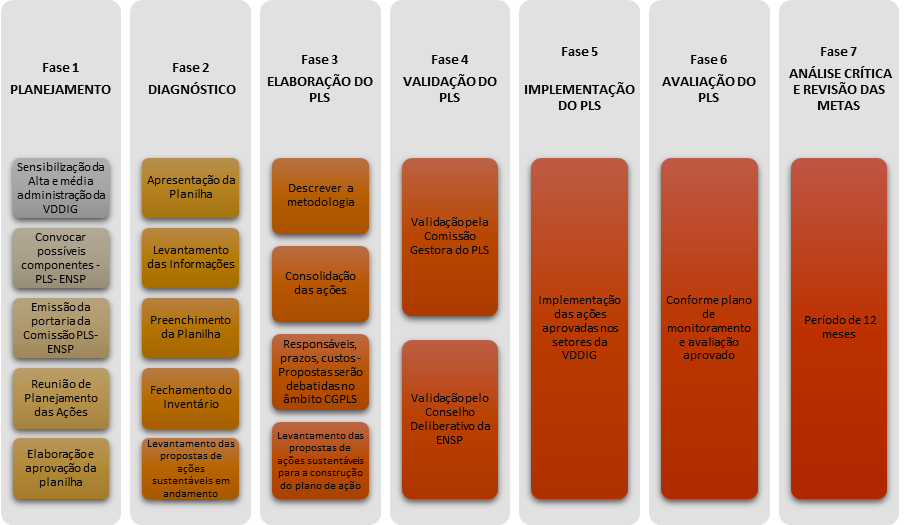 Fase 1
PLANEJAMENTO
Sensibilização da
Alta e média
administração da
VDDIG
Convocar
possíveis
componentes -
PLS- ENSP
Emissão da
portaria da
Comissão PLS-
ENSP
Reunião de
Planejamento
das Ações
Elaboração e
aprovação da
planilha
Fase 2
DIAGNÓSTICO
Apresentação da
Planilha
Levantamento
das Informações
Preenchimento
da Planilha
Fechamento do
Inventário
Levantamento das
propostas de
ações
sustentáveis em
andamento
Fase 3
ELABORAÇÃO DO
PLS
Descrever a
metodologia
Consolidação
das ações
Responsáveis,
prazos, custos -
Propostas serão
debatidas no
âmbito CGPLS
Levantamento das
propostas de
ações sustentáveis
para a construção
do plano de ação
Fase 4
VALIDAÇÃO DO
PLS
Validação pela
Comissão
Gestora do PLS
Validação pelo
Conselho
Deliberativo da
ENSP
Fase 5
IMPLEMENTAÇÃO
DO PLS
Implementação
das ações
aprovadas nos
setores da
VDDIG
Fase 6
AVALIAÇÃO DO
PLS
Conforme plano
de
monitoramento
e avaliação
aprovado
Fase 7
ANÁLISE CRÍTICA
E REVISÃO DAS
METAS
Período de 12
meses